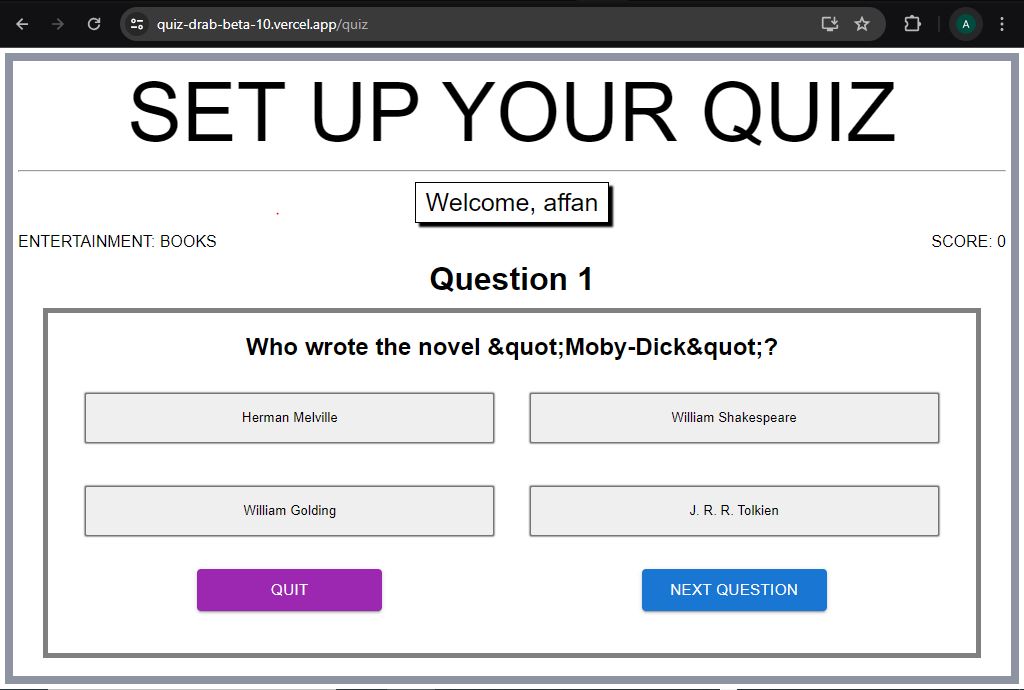 quiz-drab-beta-10.vercel.app/quiz
A
SET UP YOUR QUIZ
Welcome, affan
ENTERTAINMENT: BOOKS
SCORE: 0
Question 1
Who wrote the novel &quot;Moby-Dick&quot;?
Herman Melville
William Shakespeare
William Golding
J. R. R. Tolkien
QUIT
NEXT QUESTION